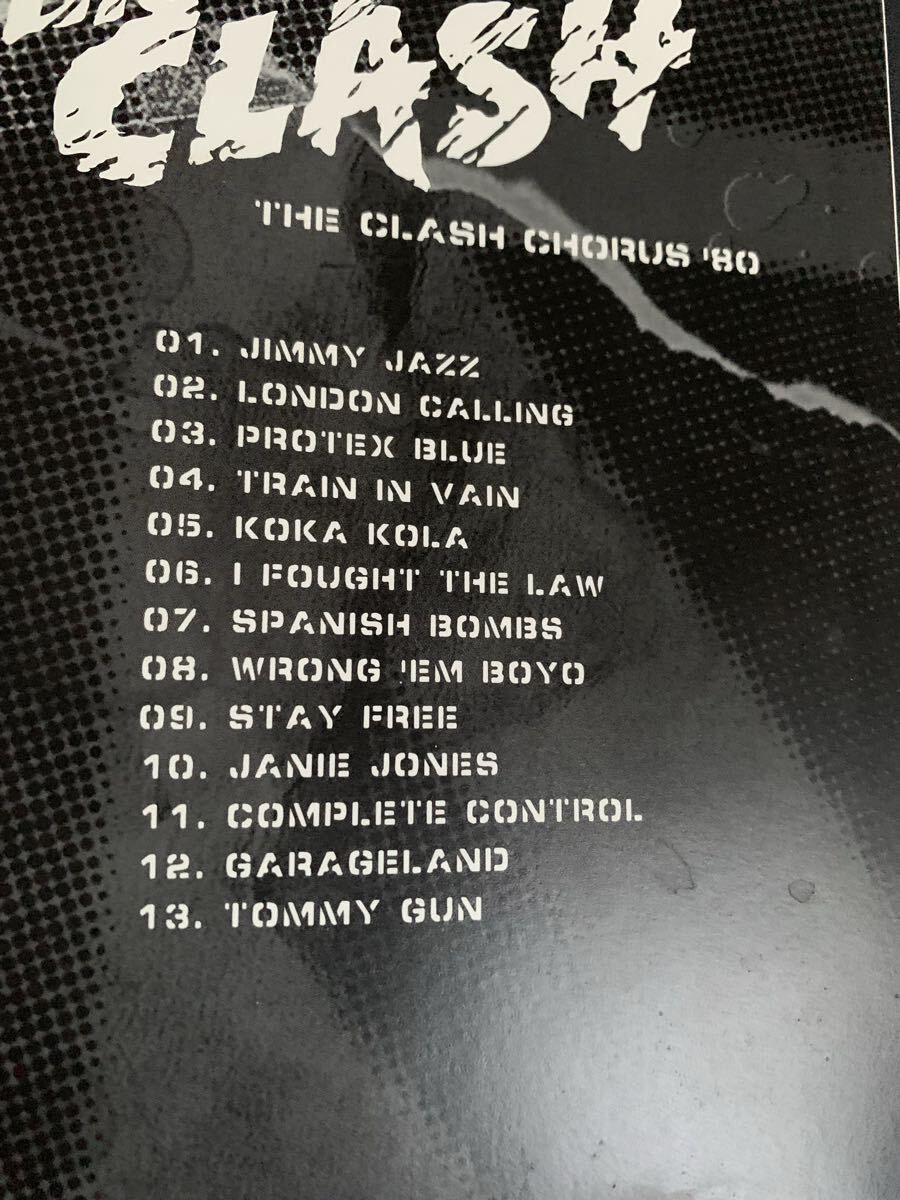 CLASH
THE CLASH CHORUS '80
01. JIMMY JAZZ
02. LONDON CALLING
03. PROTEX BLUE
04. TRAIN IN VAIN
05. KOKA KOLA
06. I FOUGHT THE LAW
07. SPANISH BOMBS
08. WRONG 'EM BOYO
09. STAY FREE
10. JANIE JONES
11. COMPLETE CONTROL
12. GARAGELAND
13. TOMMY GUN